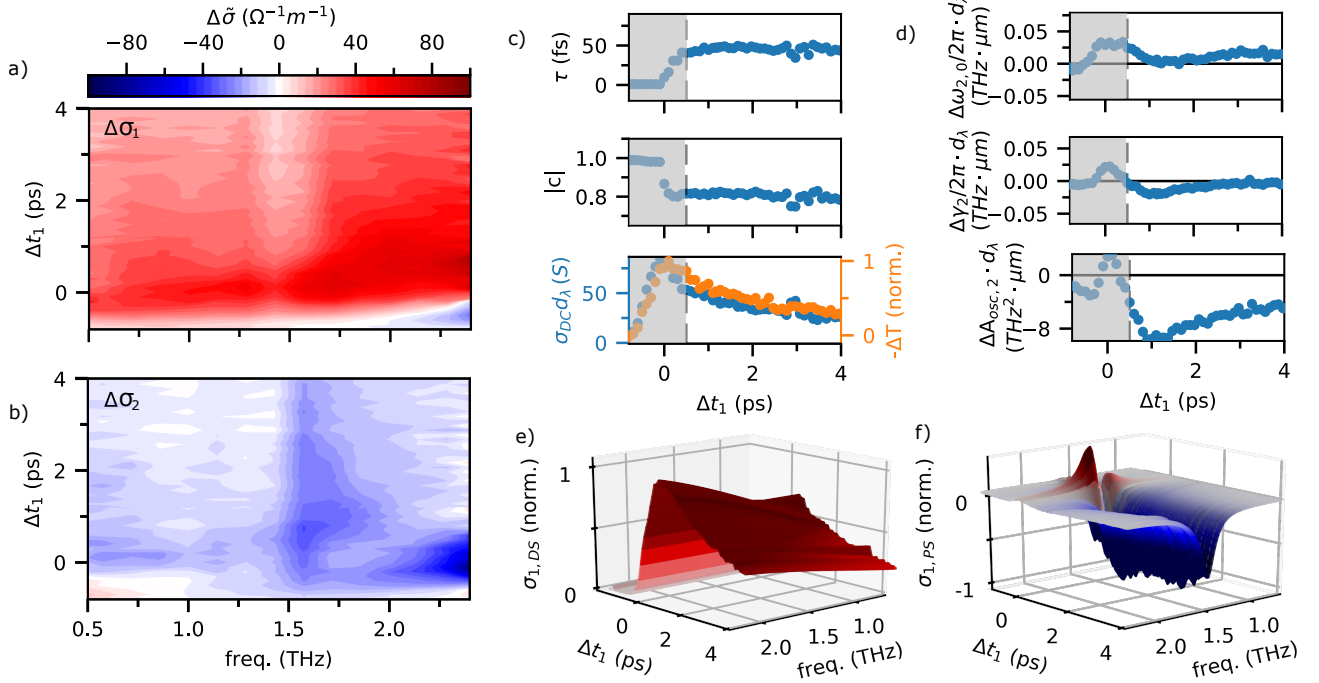 Δσ̃ (Ω⁻¹m⁻¹)
−80 −40 0 40 80
a)
Δσ₁
4
2
0
Δt₁ (ps)
b)
Δσ₂
4
2
0
Δt₁ (ps)
0.5 1.0 1.5 2.0
freq. (THz)
c)
τ (fs)
50
0
|c|
1.0
0.8
σDC dλ (S)
50
0
1
0
-ΔT (norm.)
0 2 4
Δt₁ (ps)
d)
Δω₂,₀/2π · dλ
(THz · μm)
0.05
0.00
−0.05
Δγ₂/2π · dλ
(THz · μm)
0.05
0.00
−0.05
ΔAosc, 2 · dλ
(THz² · μm)
0
−8
0 2 4
Δt₁ (ps)
e)
σ₁, DS (norm.)
1
0
0 2 4
Δt₁ (ps)
2.0 1.5 1.0
freq. (THz)
f)
σ₁, PS (norm.)
0
-1
0 2 4
Δt₁ (ps)
2.0 1.5 1.0
freq. (THz)